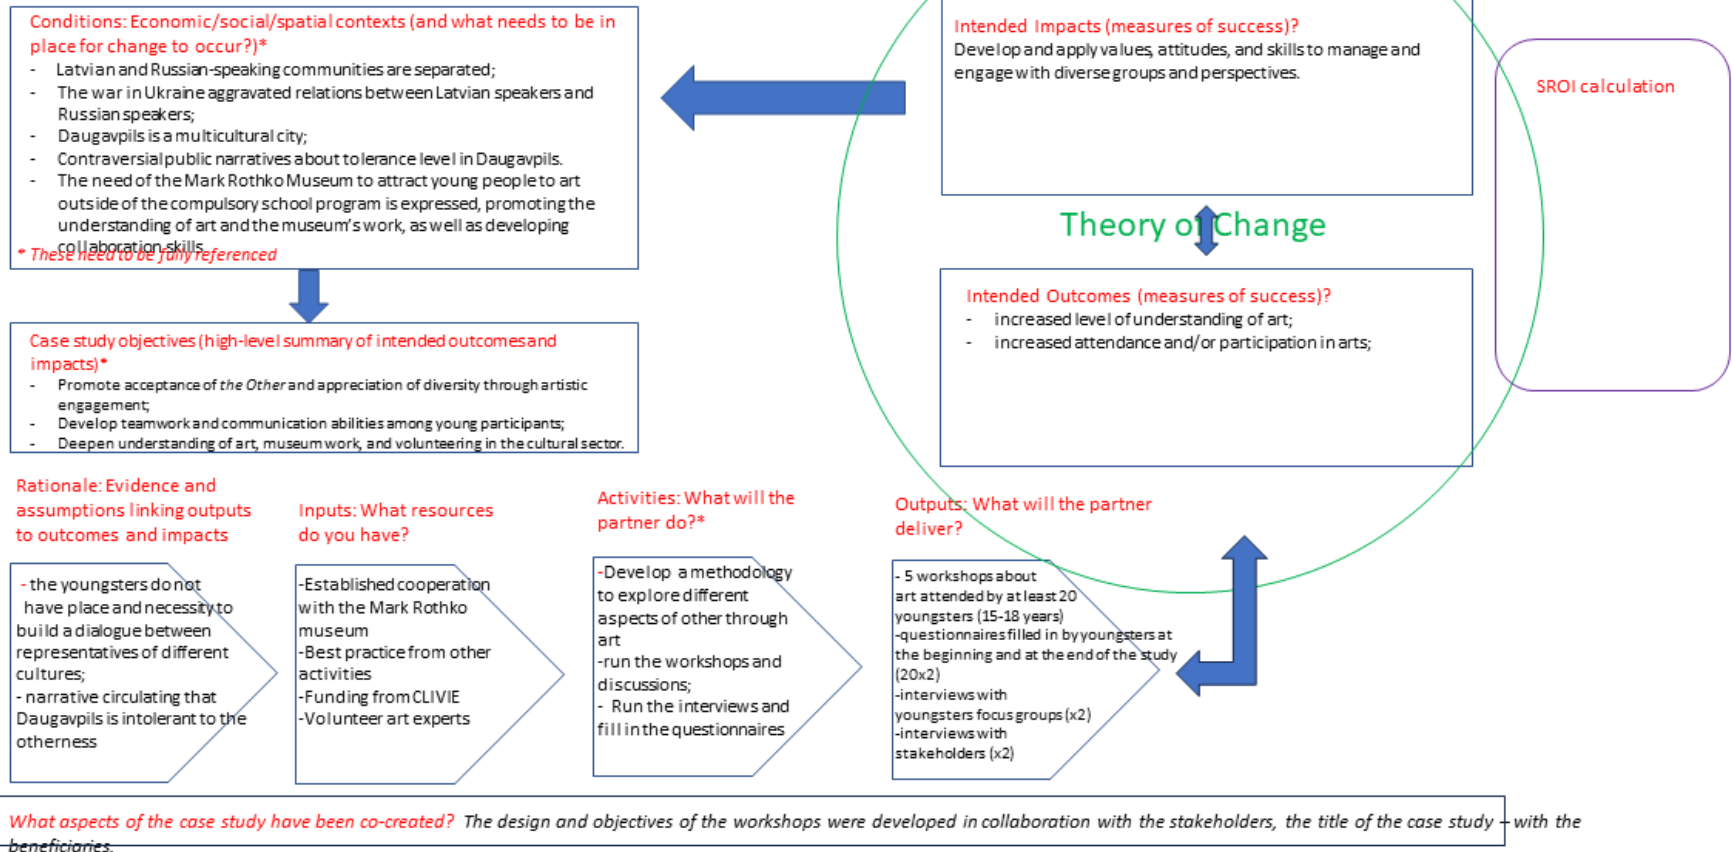 Conditions: Economic/social/spatial contexts (and what needs to be in
place for change to occur?)*
- Latvian and Russian-speaking communities are separated;
- The war in Ukraine aggravated relations between Latvian speakers and
Russian speakers;
- Daugavpils is a multicultural city;
- Contraversial public narratives about tolerance level in Daugavpils.
- The need of the Mark Rothko Museum to attract young people to art
outside of the compulsory school program is expressed, promoting the
understanding of art and the museum's work, as well as developing
collaboration skills.
* These need to be fully referenced
Case study objectives (high-level summary of intended outcomes and
impacts)*
- Promote acceptance of the Other and appreciation of diversity through artistic
engagement;
- Develop teamwork and communication abilities among young participants;
- Deepen understanding of art, museum work, and volunteering in the cultural sector.
Intended Impacts (measures of success)?
Develop and apply values, attitudes, and skills to manage and
engage with diverse groups and perspectives.
Theory of Change
Intended Outcomes (measures of success)?
- increased level of understanding of art;
- increased attendance and/or participation in arts;
SROI calculation
Rationale: Evidence and
assumptions linking outputs
to outcomes and impacts
- the youngsters do not
have place and necessity to
build a dialogue between
representatives of different
cultures;
- narrative circulating that
Daugavpils is intolerant to the
otherness
Inputs: What resources
do you have?
-Established cooperation
with the Mark Rothko
museum
-Best practice from other
activities
-Funding from CLIVIE
-Volunteer art experts
Activities: What will the
partner do?*
-Develop a methodology
to explore different
aspects of other through
art
-run the workshops and
discussions;
- Run the interviews and
fill in the questionnaires
Outputs: What will the partner
deliver?
- 5 workshops about
art attended by at least 20
youngsters (15-18 years)
-questionnaires filled in by youngsters at
the beginning and at the end of the study
(20x2)
-interviews with
youngsters focus groups (x2)
-interviews with
stakeholders (x2)
What aspects of the case study have been co-created? The design and objectives of the workshops were developed in collaboration with the stakeholders, the title of the case study – with the
beneficiaries.